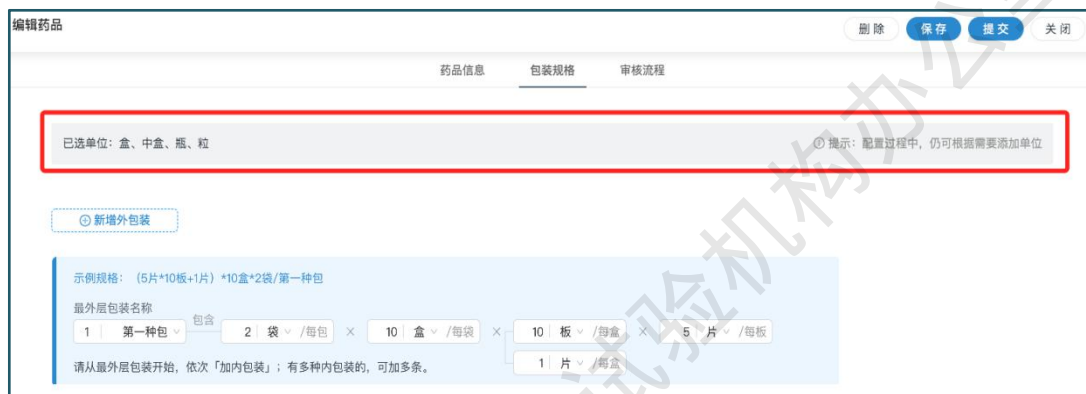 编辑药品
删除 保存 提交 关闭
药品信息 包装规格 审核流程
已选单位：盒、中盒、瓶、粒 提示：配置过程中，仍可根据需要添加单位
新增外包装
示例规格：（5片*10板+1片）*10盒*2袋/第一种包
最外层包装名称
1 第一种包 包含 2 袋 /每包 × 10 盒 /每袋 × 10 板 /每盒 × 5 片 /每板
1 片 /每盒
请从最外层包装开始，依次「加内包装」；有多种内包装的，可加多条。
试验机构办公